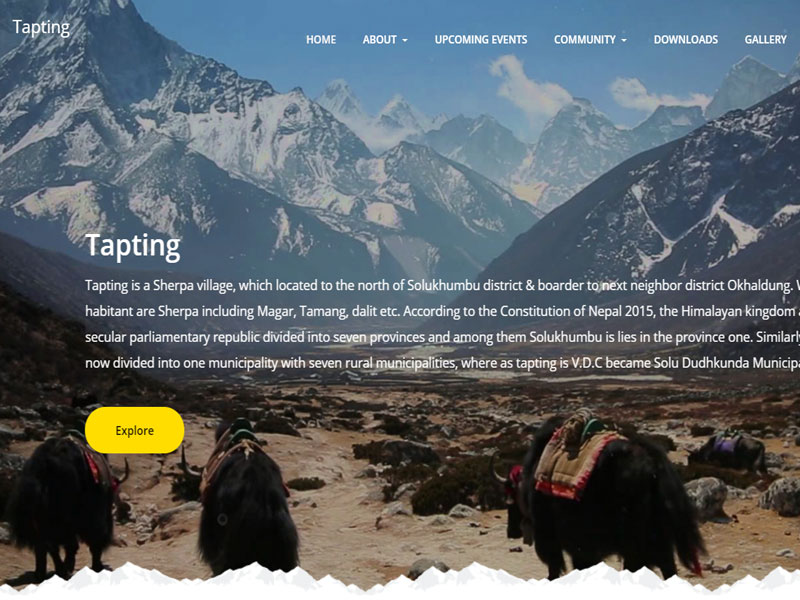 Tapting
HOME ABOUT UPCOMING EVENTS COMMUNITY DOWNLOADS GALLERY
Tapting
Tapting is a Sherpa village, which located to the north of Solukhumbu district & boarder to next neighbor district Okhaldung.
habitant are Sherpa including Magar, Tamang, dalit etc. According to the Constitution of Nepal 2015, the Himalayan kingdom
secular parliamentary republic divided into seven provinces and among them Solukhumbu is lies in the province one. Similarly
now divided into one municipality with seven rural municipalities, where as tapting is V.D.C became Solu Dudhkunda
Explore